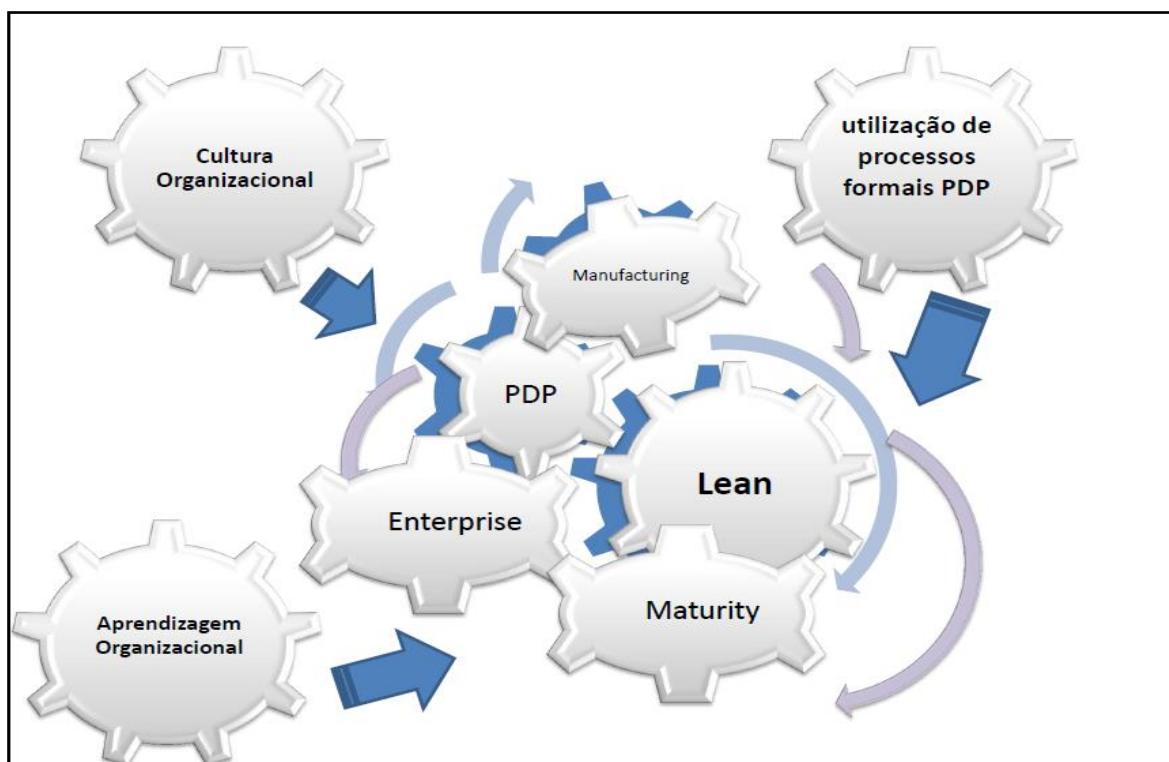 Cultura
Organizacional
utilização de
processos
formais PDP
Manufacturing
PDP
Lean
Enterprise
Maturity
Aprendizagem
Organizacional